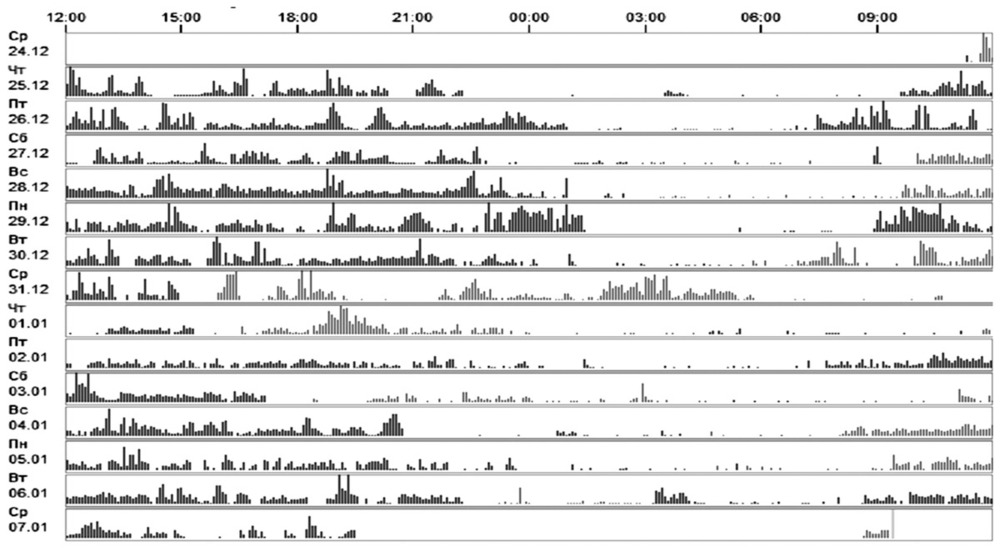 12:00 15:00 18:00 21:00 00:00 03:00 06:00 09:00
Ср
24.12
Чт
25.12
Пт
26.12
Сб
27.12
Вс
28.12
Пн
29.12
Вт
30.12
Ср
31.12
Чт
01.01
Пт
02.01
Сб
03.01
Вс
04.01
Пн
05.01
Вт
06.01
Ср
07.01